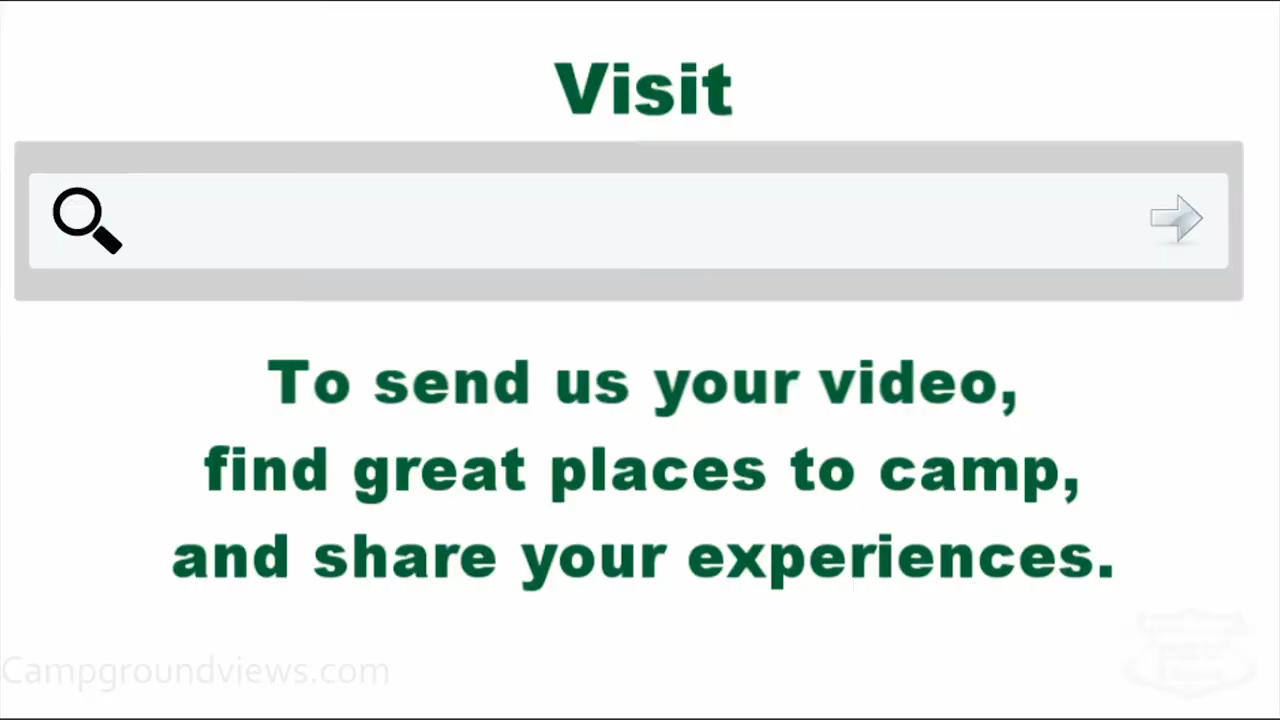 Visit
To send us your video,
find great places to camp,
and share your experiences.
Campgroundviews.com